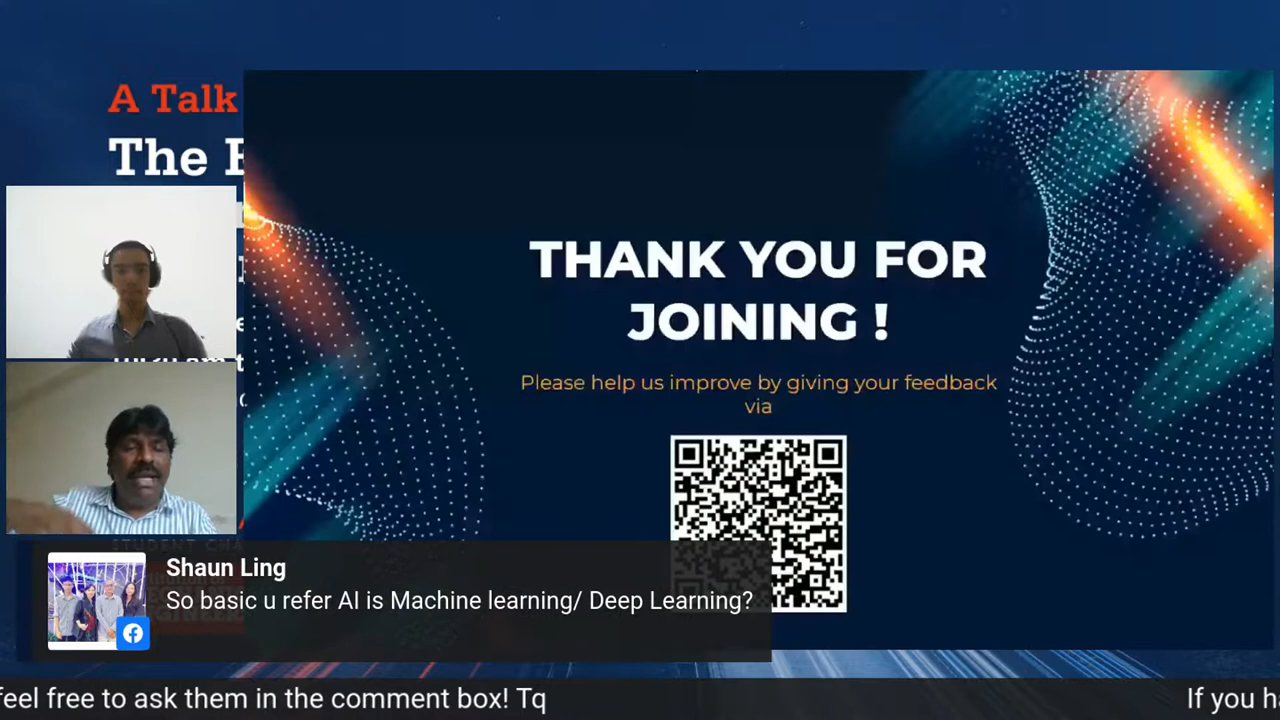 A Talk
The
THANK YOU FOR
JOINING !
Please help us improve by giving your feedback
via
Shaun Ling
So basic u refer AI is Machine learning/ Deep Learning?
feel free to ask them in the comment box! Tq
If you h